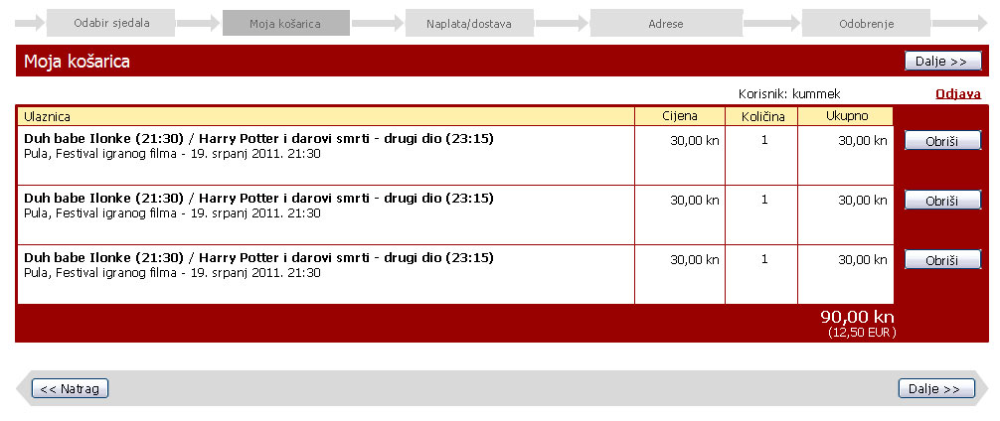 Odabir sjedala Moja košarica Naplata/dostava Adrese Odobrenje
Moja košarica Dalje >>
Korisnik: kummek Odjava
Ulaznica Cijena Količina Ukupno
Duh babe Ilonke (21:30) / Harry Potter i darovi smrti - drugi dio (23:15) 30,00 kn 1 30,00 kn Obriši
Pula, Festival igranog filma - 19. srpanj 2011. 21:30
Duh babe Ilonke (21:30) / Harry Potter i darovi smrti - drugi dio (23:15) 30,00 kn 1 30,00 kn Obriši
Pula, Festival igranog filma - 19. srpanj 2011. 21:30
Duh babe Ilonke (21:30) / Harry Potter i darovi smrti - drugi dio (23:15) 30,00 kn 1 30,00 kn Obriši
Pula, Festival igranog filma - 19. srpanj 2011. 21:30
90,00 kn
(12,50 EUR)
<< Natrag Dalje >>